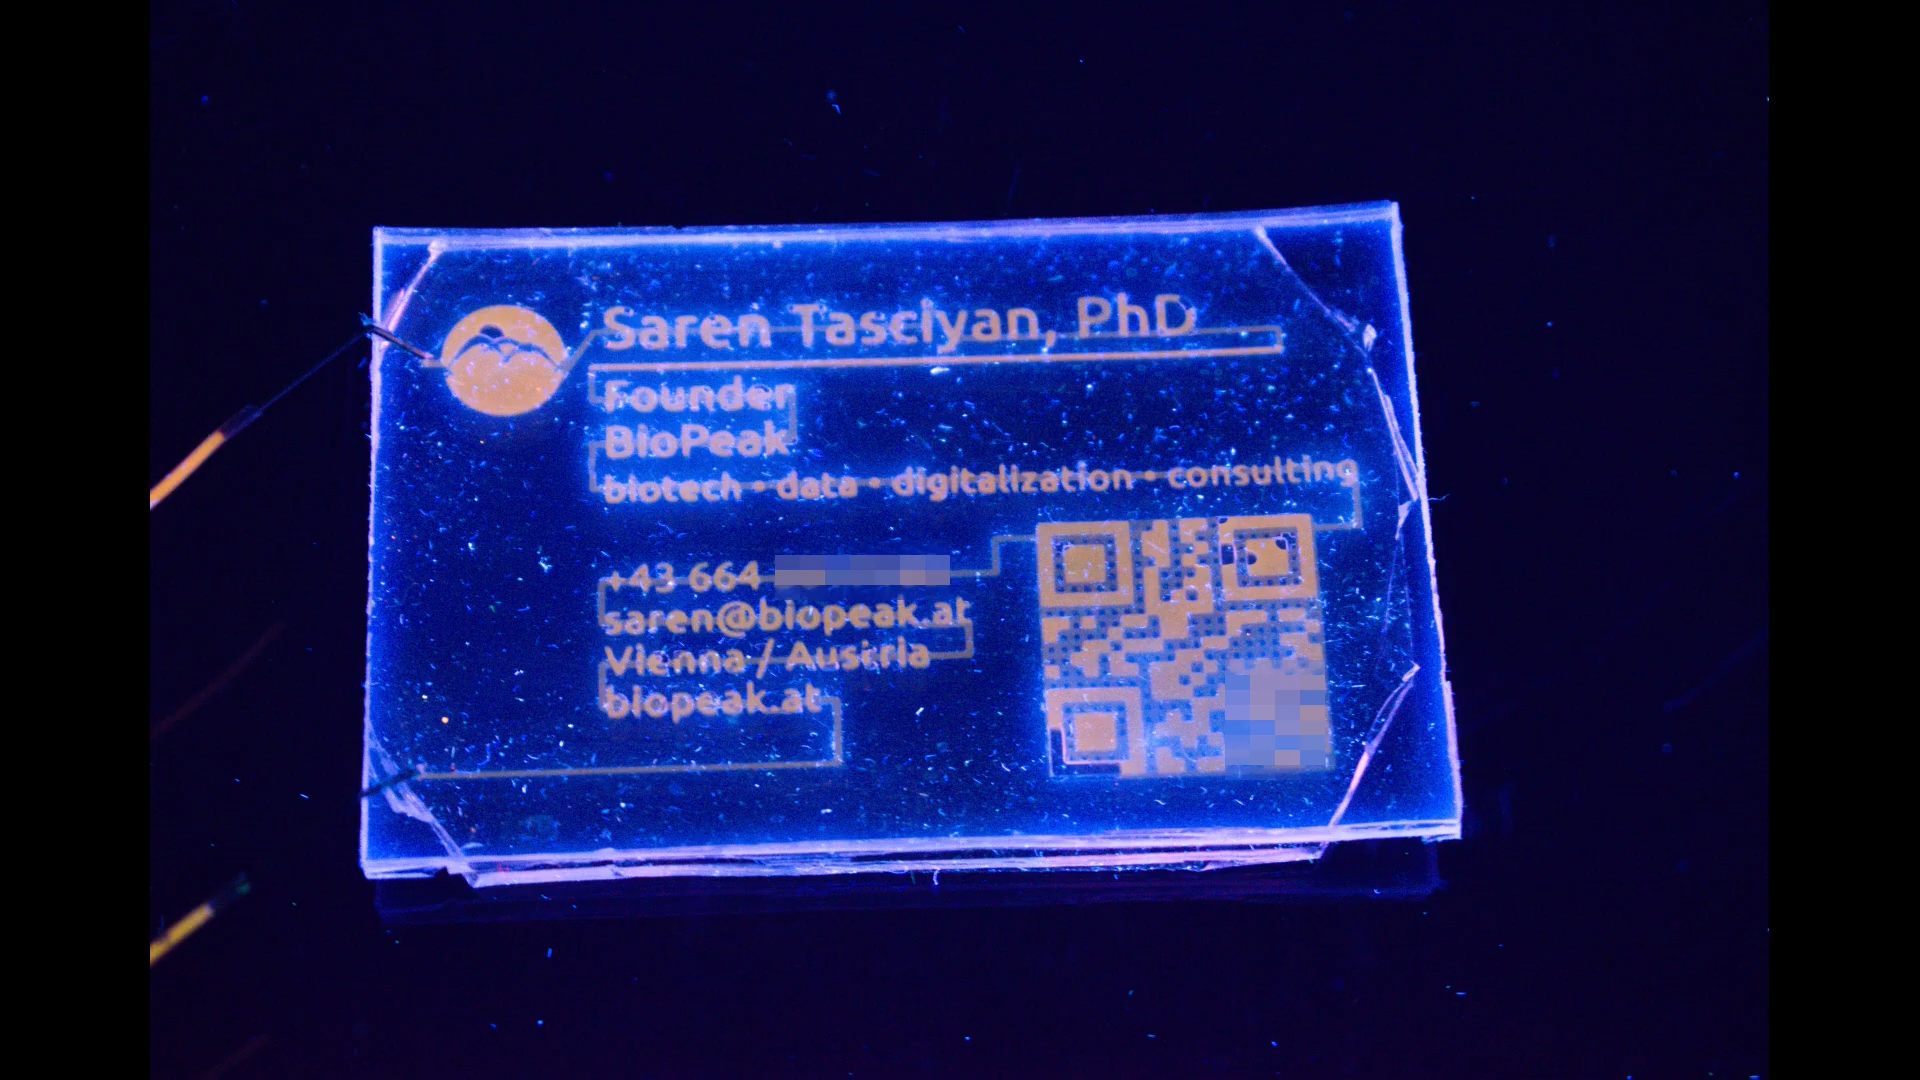 Saren Tasciyan, PhD
Founder
BioPeak
biotech • data • digitalization • consulting
+43 664
saren@biopeak.at
Vienna / Austria
biopeak.at